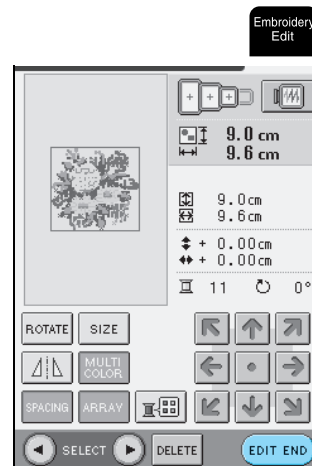 Embroidery
Edit
9.0 cm
9.6 cm
9.0cm
9.6cm
+ 0.00cm
+ 0.00cm
11 0°
ROTATE SIZE
MULTI
COLOR
SPACING ARRAY
SELECT DELETE EDIT END